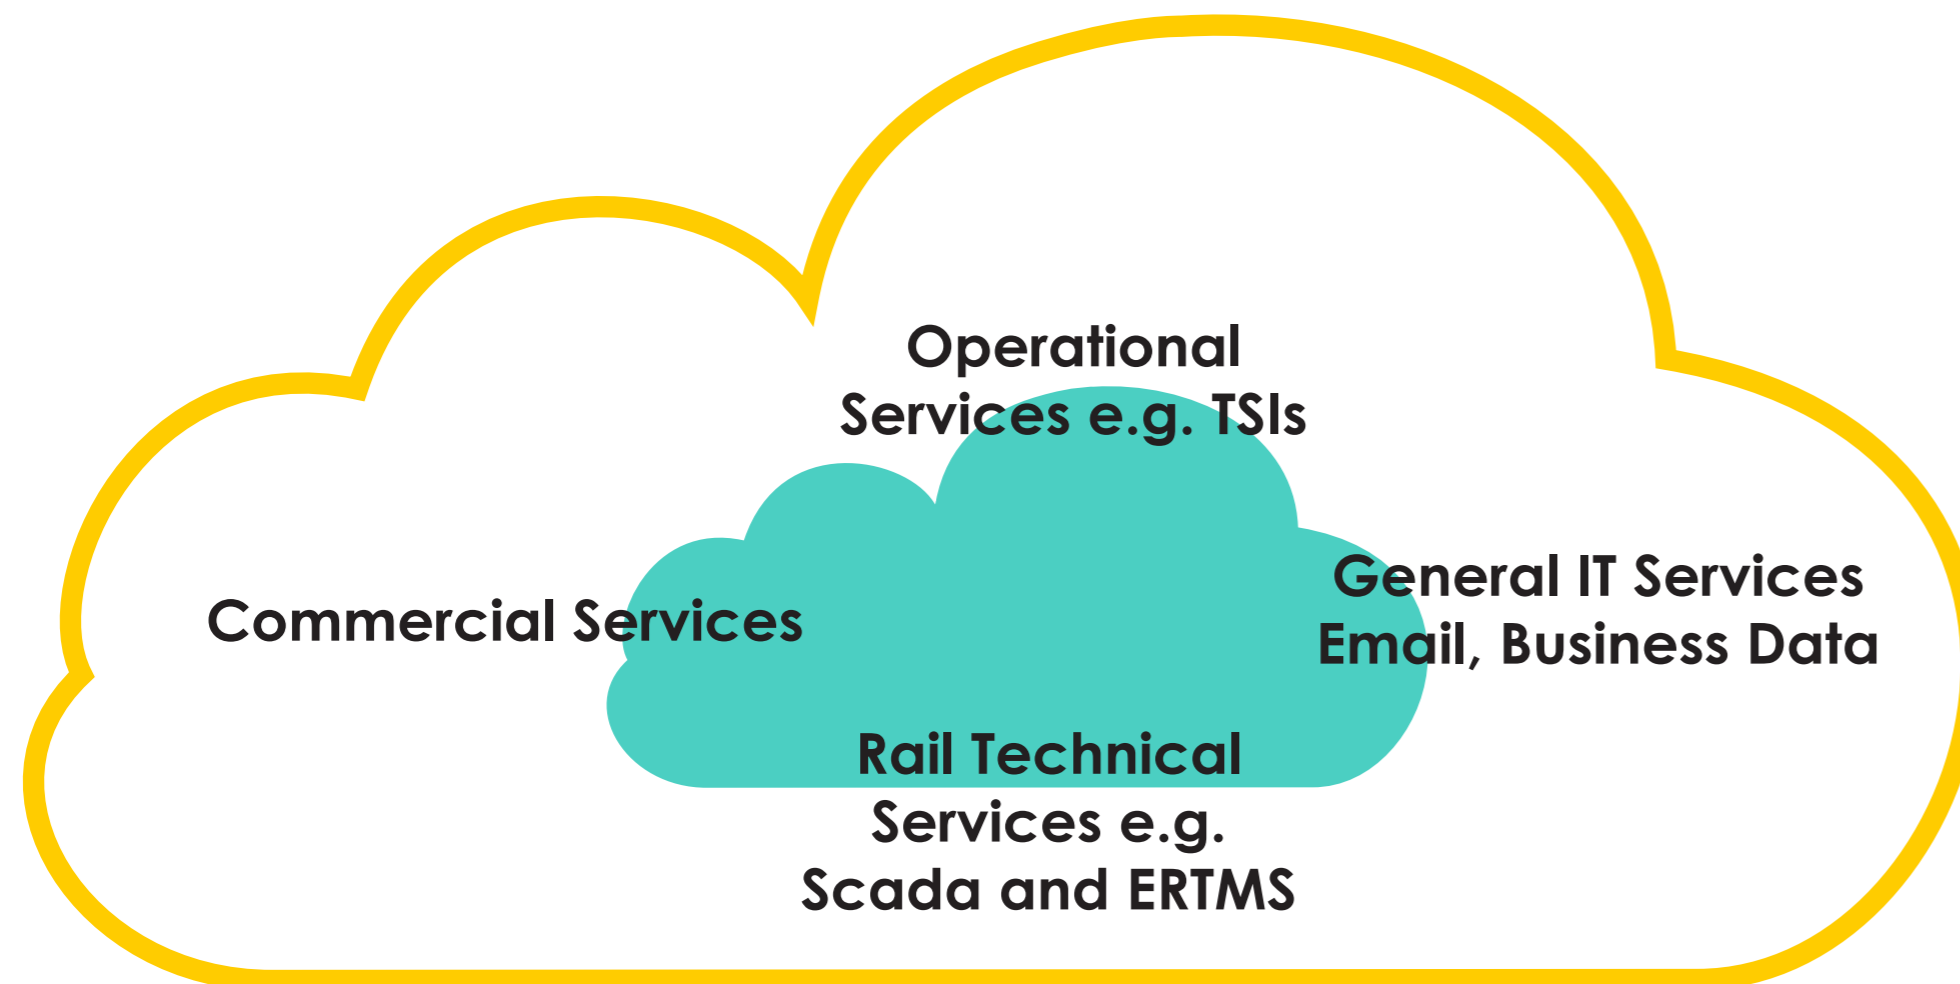 Operational
Services e.g. TSIs
General IT Services
Email, Business Data
Commercial Services
Rail Technical
Services e.g.
Scada and ERTMS